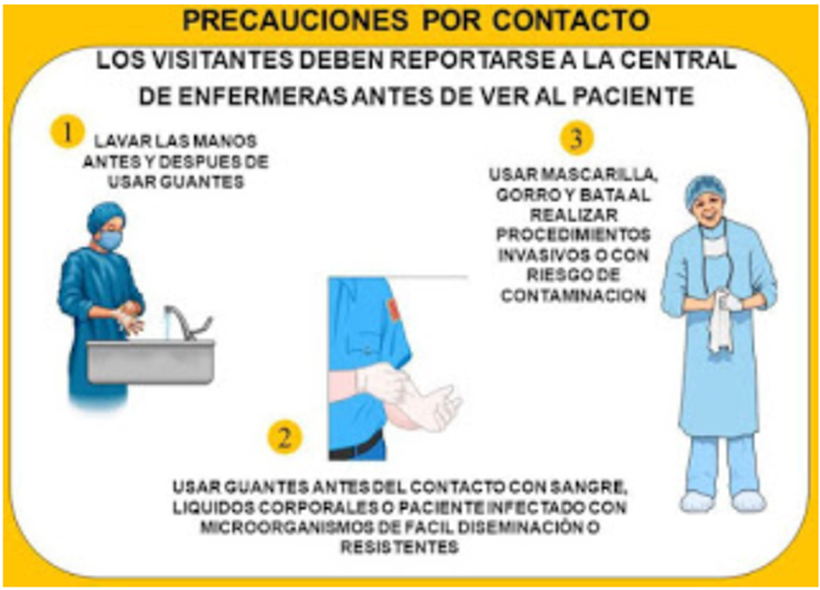 PRECAUCIONES POR CONTACTO
LOS VISITANTES DEBEN REPORTARSE A LA CENTRAL
DE ENFERMERAS ANTES DE VER AL PACIENTE
1
LAVAR LAS MANOS
ANTES Y DESPUES DE
USAR GUANTES
2
USAR GUANTES ANTES DEL CONTACTO CON SANGRE,
LIQUIDOS CORPORALES O PACIENTE INFECTADO CON
MICROORGANISMOS DE FACIL DISEMINACIÓN O
RESISTENTES
3
USAR MASCARILLA,
GORRO Y BATA AL
REALIZAR
PROCEDIMIENTOS
INVASIVOS O CON
RIESGO DE
CONTAMINACION